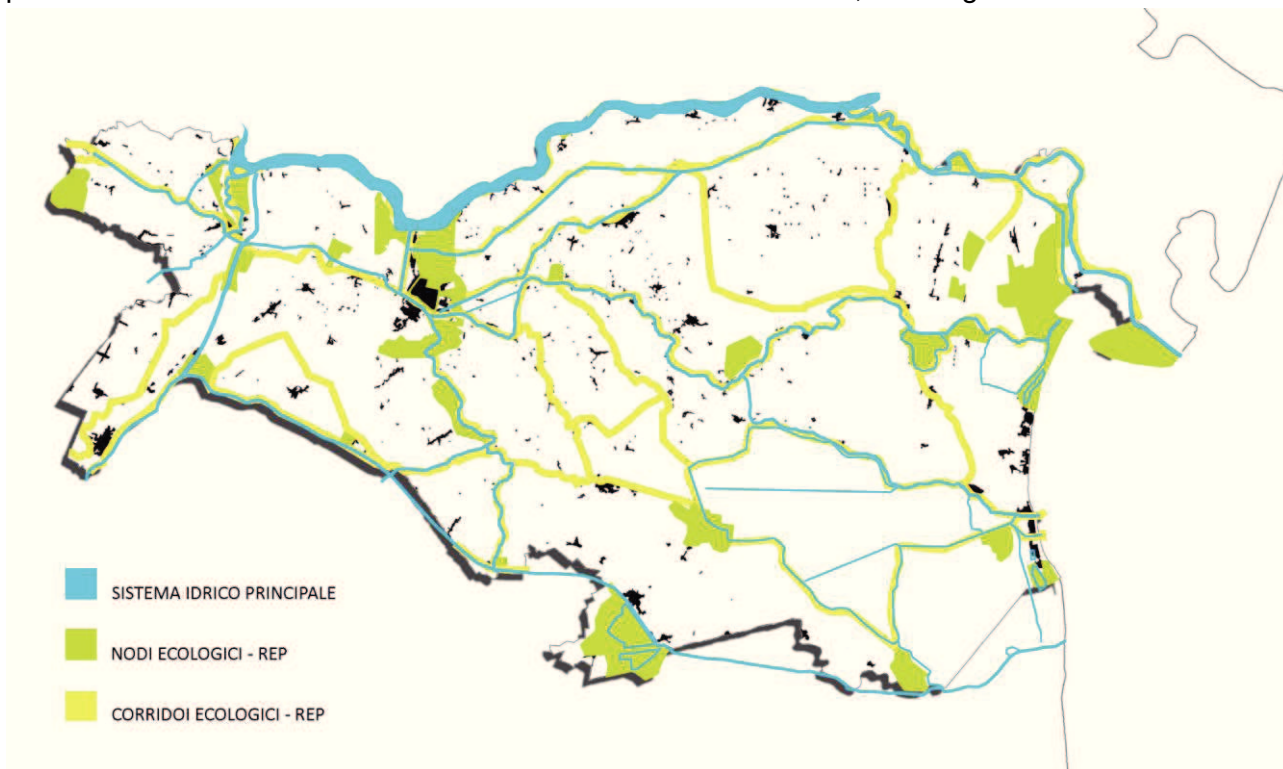 SISTEMA IDRICO PRINCIPALE
NODI ECOLOGICI - REP
CORRIDOI ECOLOGICI - REP